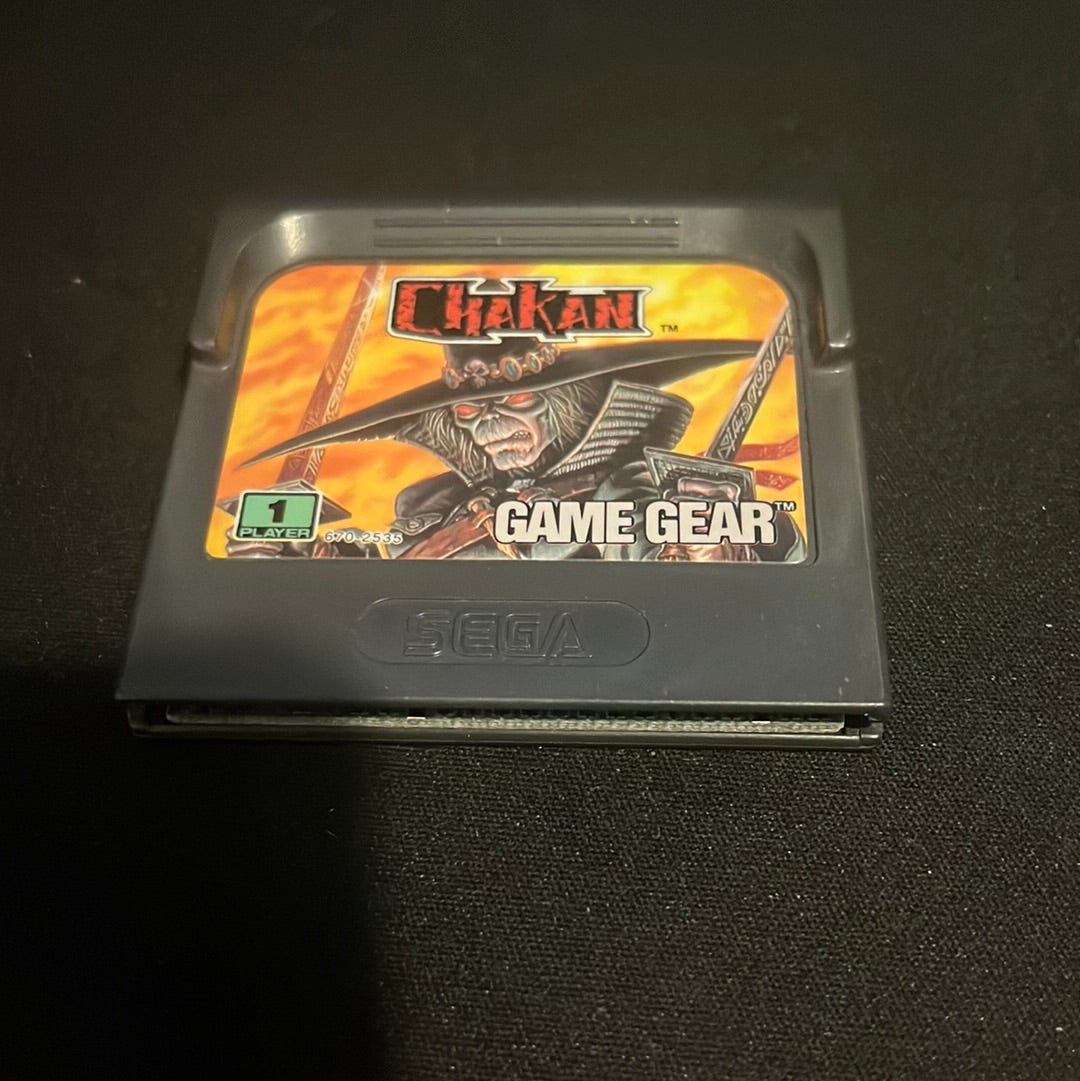 CHAKAN TM
1
PLAYER
670-2535
GAME GEAR TM
SEGA